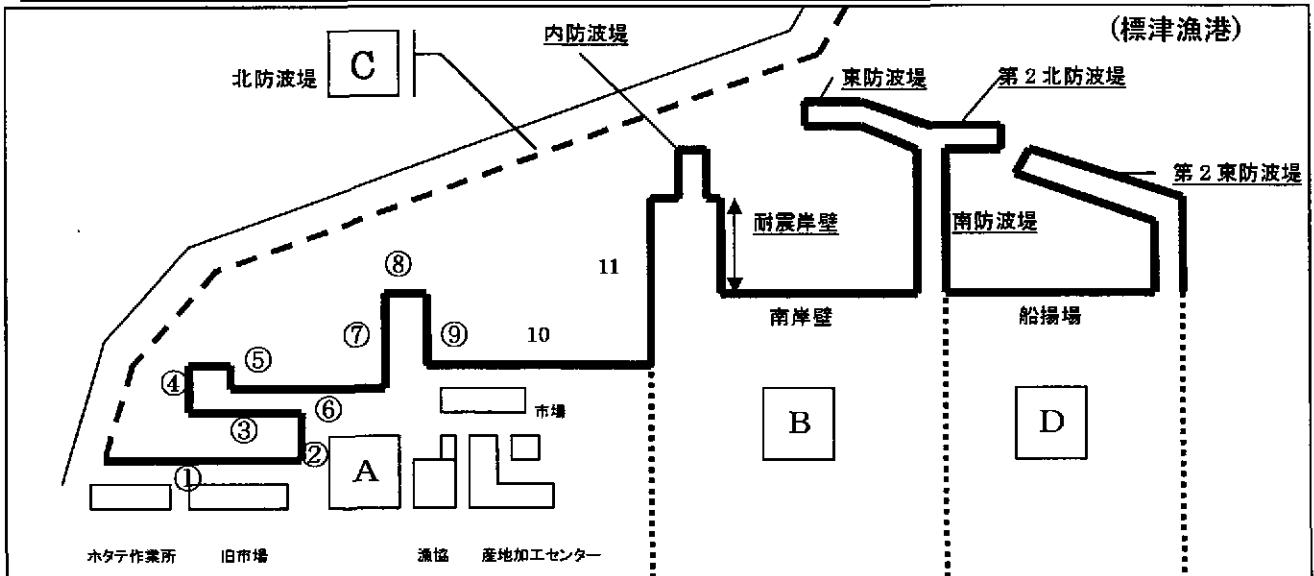 (標津漁港)
内防波堤
北防波堤
C
東防波堤
第2北防波堤
第2東防波堤
耐震岸壁
南防波堤
⑧
11
南岸壁
船揚場
⑦
⑨
10
⑤
④
⑥
市場
③
B
D
②
A
①
ホタテ作業所
旧市場
漁協
産地加工センター